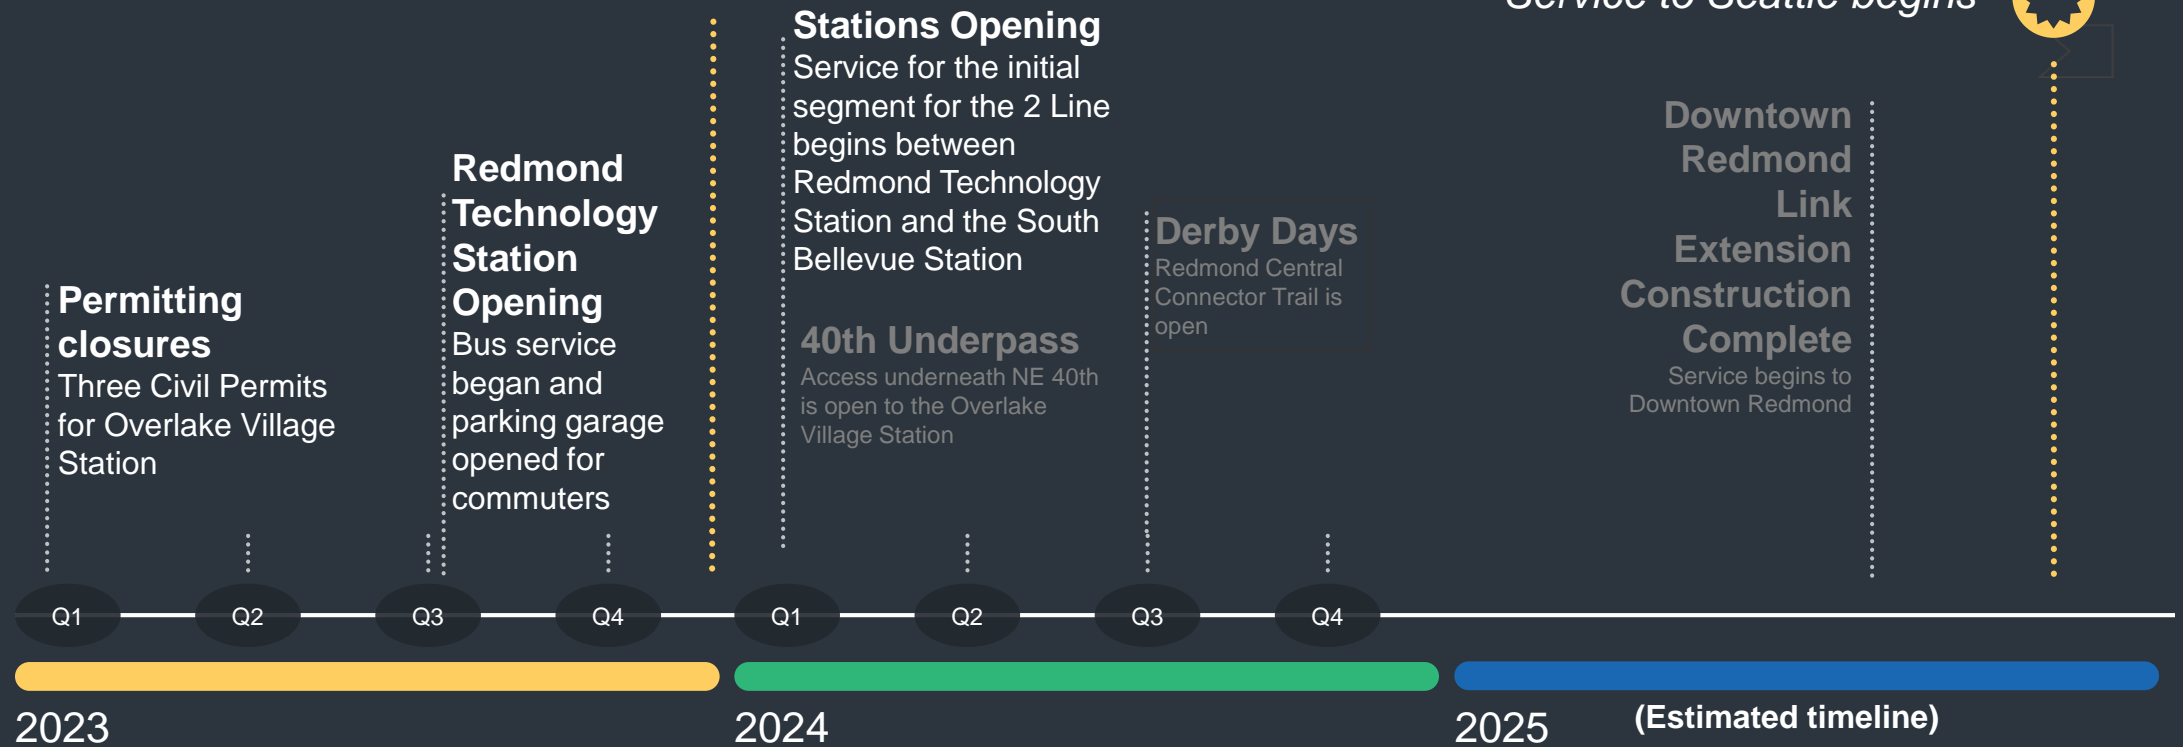 Service to Seattle begins
Stations Opening
Service for the initial
segment for the 2 Line
begins between
Redmond Technology
Station and the South
Bellevue Station
Permitting
closures
Three Civil Permits
for Overlake Village
Station
Redmond
Technology
Station
Opening
Bus service
began and
parking garage
opened for
commuters
40th Underpass
Access underneath NE 40th
is open to the Overlake
Village Station
Derby Days
Redmond Central
Connector Trail is
open
Downtown
Redmond
Link
Extension
Construction
Complete
Service begins to
Downtown Redmond
Q1 Q2 Q3 Q4 Q1 Q2 Q3 Q4
2023 2024 2025 (Estimated timeline)